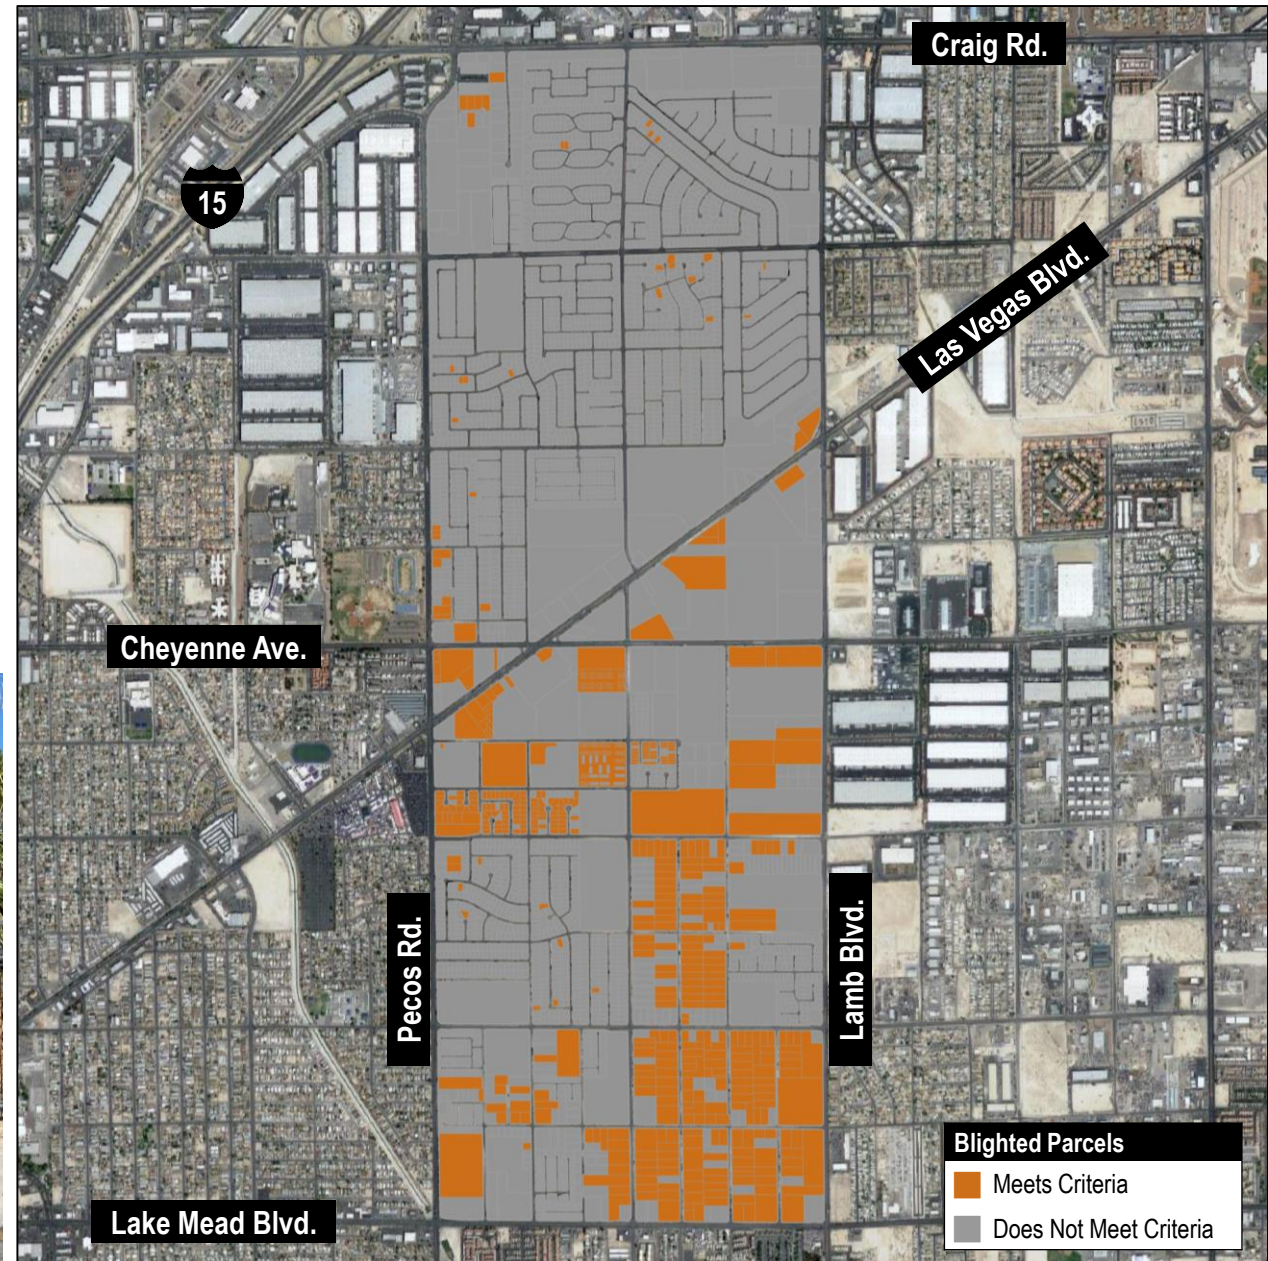 Craig Rd.
15
Las Vegas Blvd.
Cheyenne Ave.
Pecos Rd.
Lamb Blvd.
Lake Mead Blvd.
Blighted Parcels
Meets Criteria
Does Not Meet Criteria